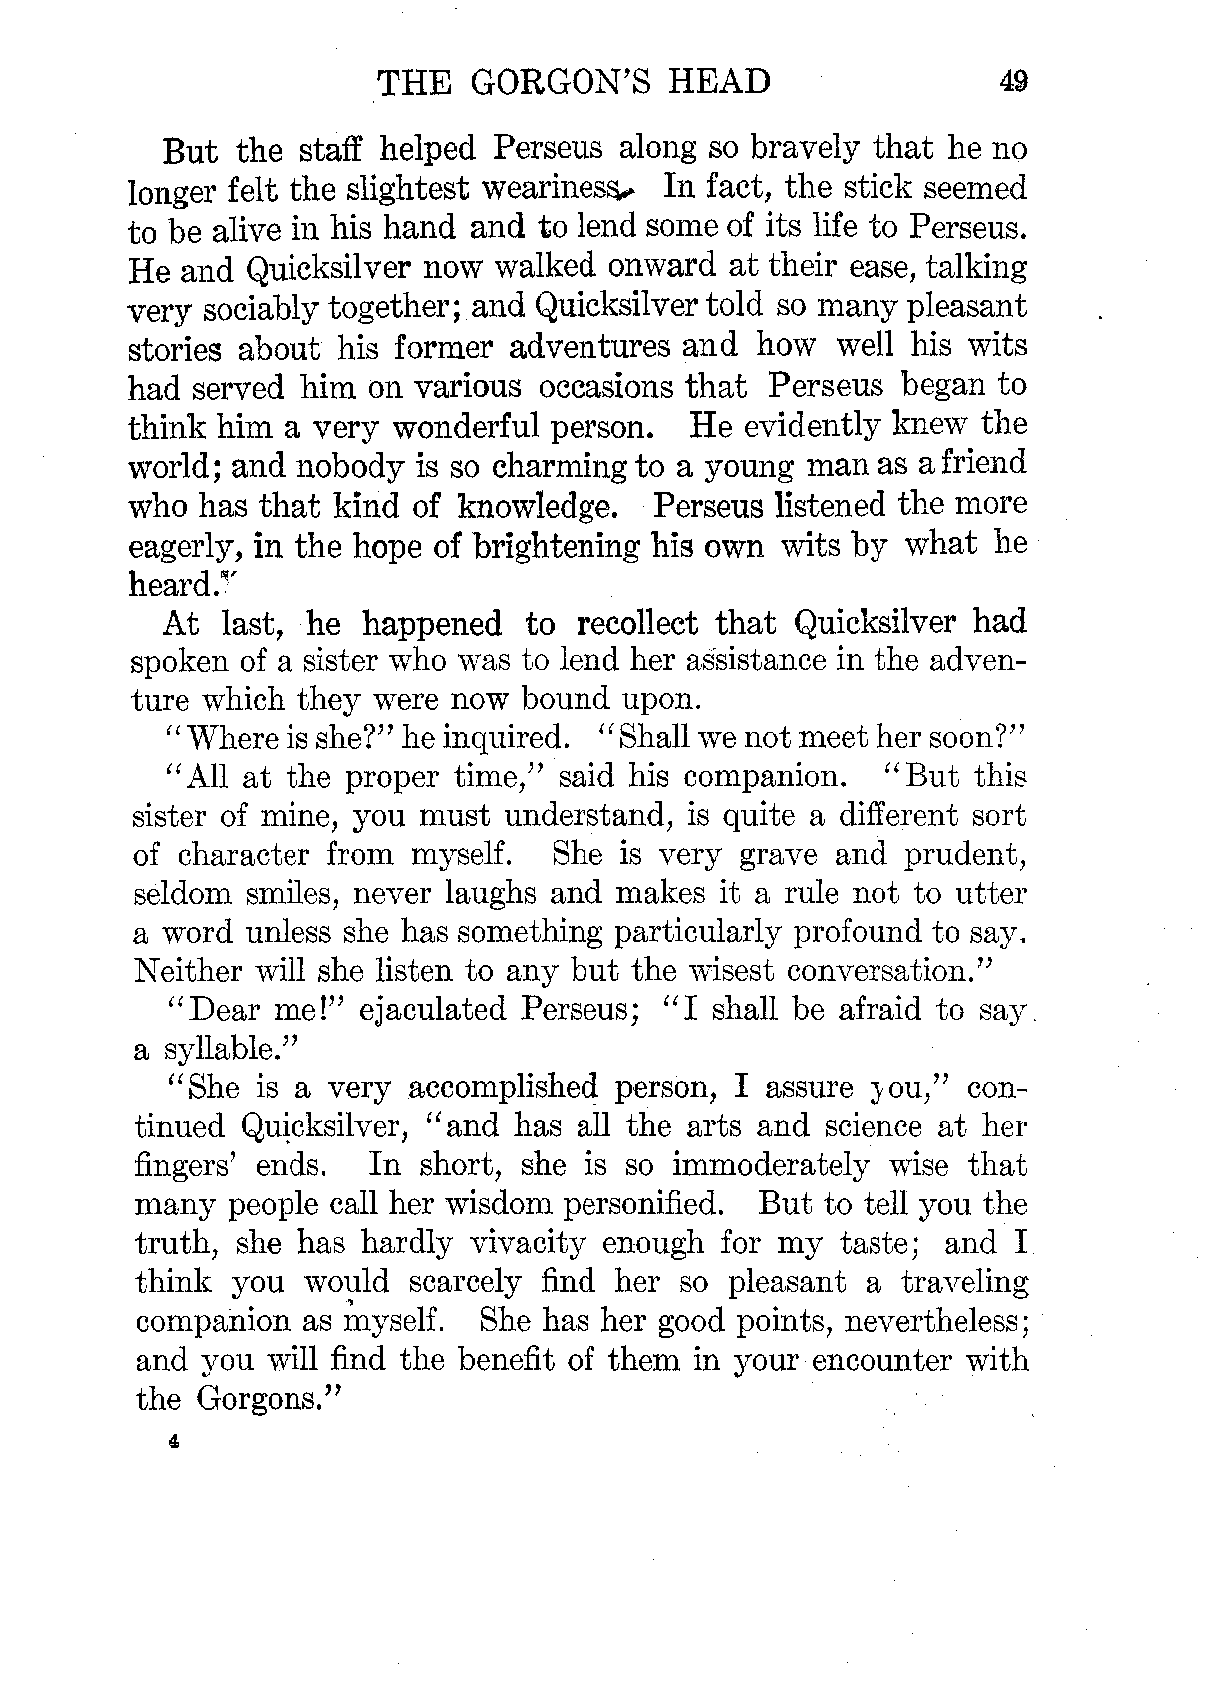 THE GORGON'S HEAD 49
But the staff helped Perseus along so bravely that he no
longer felt the slightest weariness. In fact, the stick seemed
to be alive in his hand and to lend some of its life to Perseus.
He and Quicksilver now walked onward at their ease, talking
very sociably together; and Quicksilver told so many pleasant
stories about his former adventures and how well his wits
had served him on various occasions that Perseus began to
think him a very wonderful person. He evidently knew the
world; and nobody is so charming to a young man as a friend
who has that kind of knowledge. Perseus listened the more
eagerly, in the hope of brightening his own wits by what he
heard.
At last, he happened to recollect that Quicksilver had
spoken of a sister who was to lend her assistance in the adven-
ture which they were now bound upon.
"Where is she?" he inquired. "Shall we not meet her soon?"
"All at the proper time," said his companion. "But this
sister of mine, you must understand, is quite a different sort
of character from myself. She is very grave and prudent,
seldom smiles, never laughs and makes it a rule not to utter
a word unless she has something particularly profound to say.
Neither will she listen to any but the wisest conversation."
"Dear me!" ejaculated Perseus; "I shall be afraid to say
a syllable."
"She is a very accomplished person, I assure you," con-
tinued Quicksilver, "and has all the arts and science at her
fingers' ends. In short, she is so immoderately wise that
many people call her wisdom personified. But to tell you the
truth, she has hardly vivacity enough for my taste; and I
think you would scarcely find her so pleasant a traveling
companion as myself. She has her good points, nevertheless;
and you will find the benefit of them in your encounter with
the Gorgons."
4